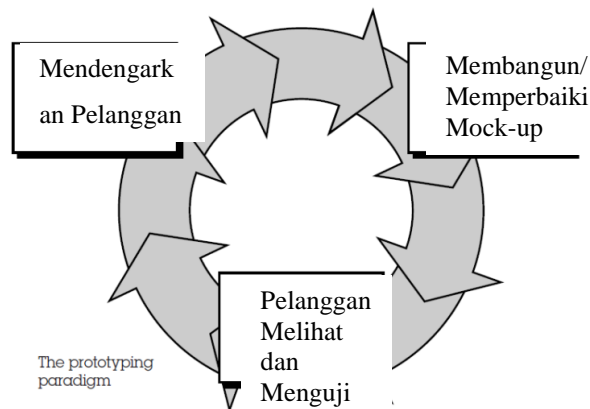 Mendengark
an Pelanggan
Membangun/
Memperbaiki
Mock-up
Pelanggan
Melihat
dan
Menguji
The prototyping
paradigm